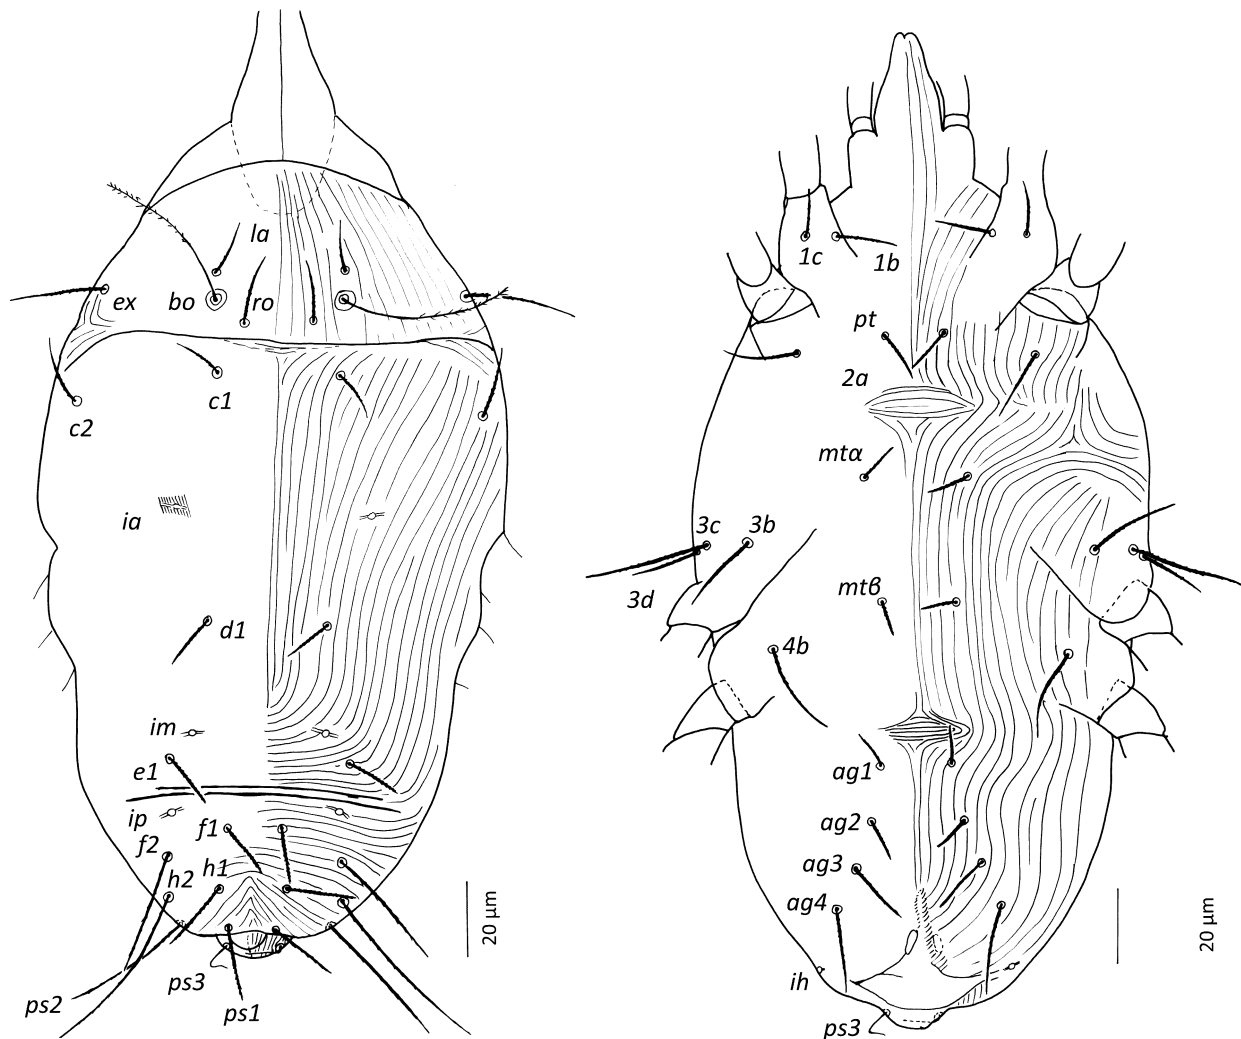 la
ex
bo
ro
c1
c2
ia
d1
im
e1
ip
f1
f2
h1
h2
20 µm
ps3
ps2
ps1
1c
1b
pt
2a
mtα
3c
3b
mtβ
3d
4b
ag1
ag2
ag3
ag4
20 µm
ih
ps3